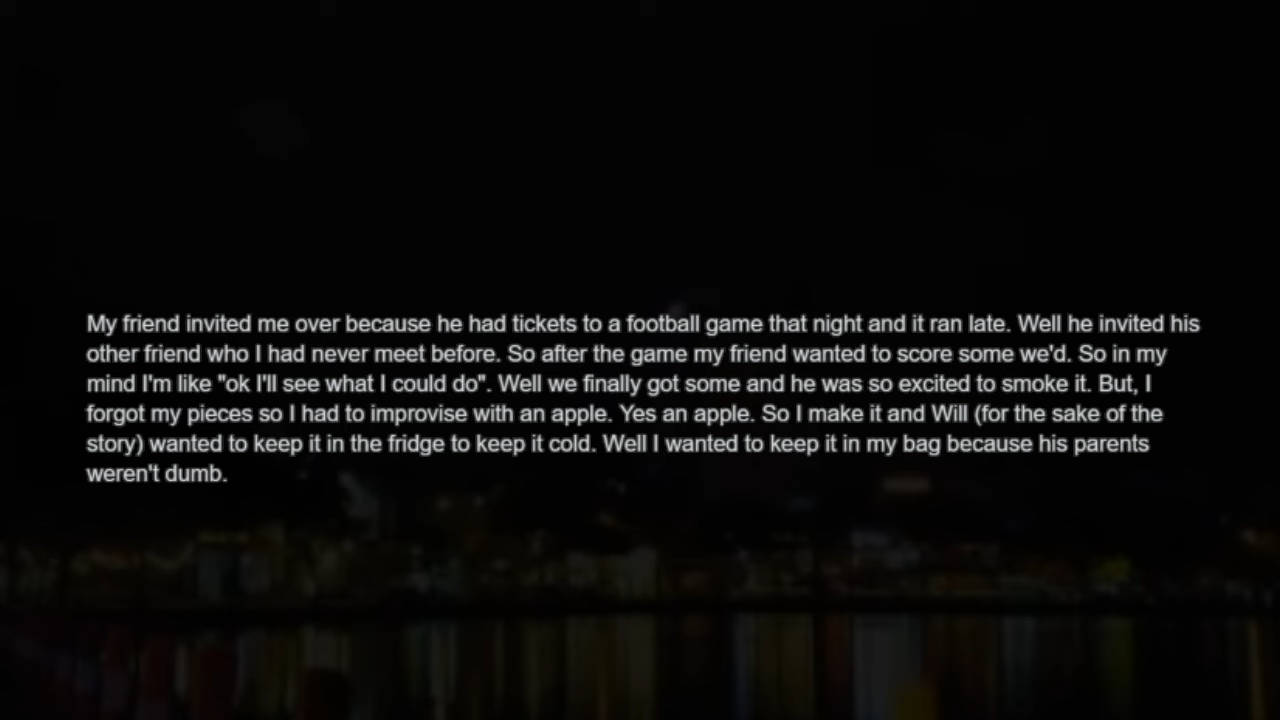 My friend invited me over because he had tickets to a football game that night and it ran late. Well he invited his
other friend who I had never meet before. So after the game my friend wanted to score some we'd. So in my
mind I'm like "ok I'll see what I could do". Well we finally got some and he was so excited to smoke it. But, I
forgot my pieces so I had to improvise with an apple. Yes an apple. So I make it and Will (for the sake of the
story) wanted to keep it in the fridge to keep it cold. Well I wanted to keep it in my bag because his parents
weren't dumb.